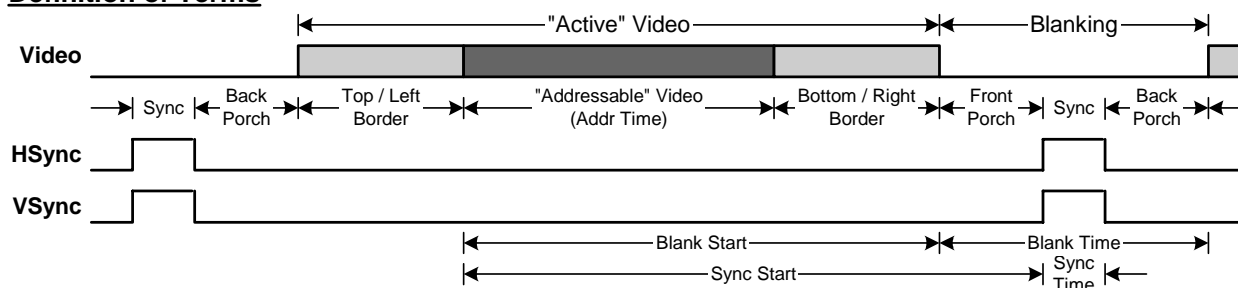 Definition of Terms
"Active" Video
Blanking
Video
Sync
Back
Porch
Top / Left
Border
"Addressable" Video
(Addr Time)
Bottom / Right
Border
Front
Porch
Sync
Back
Porch
HSync
VSync
Blank Start
Blank Time
Sync Start
Sync
Time